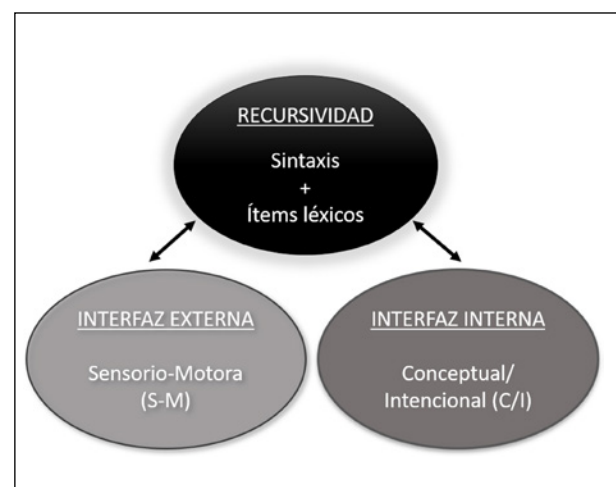 RECURSIVIDAD
Sintaxis
+
Ítems léxicos
INTERFAZ EXTERNA
Sensorio-Motora
(S-M)
INTERFAZ INTERNA
Conceptual/
Intencional (C/I)